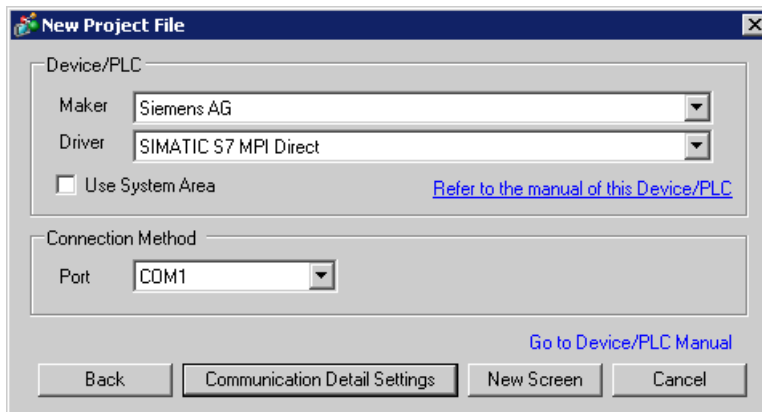 New Project File
Device/PLC
Maker Siemens AG
Driver SIMATIC S7 MPI Direct
Use System Area Refer to the manual of this Device/PLC
Connection Method
Port COM1
Go to Device/PLC Manual
Back Communication Detail Settings New Screen Cancel